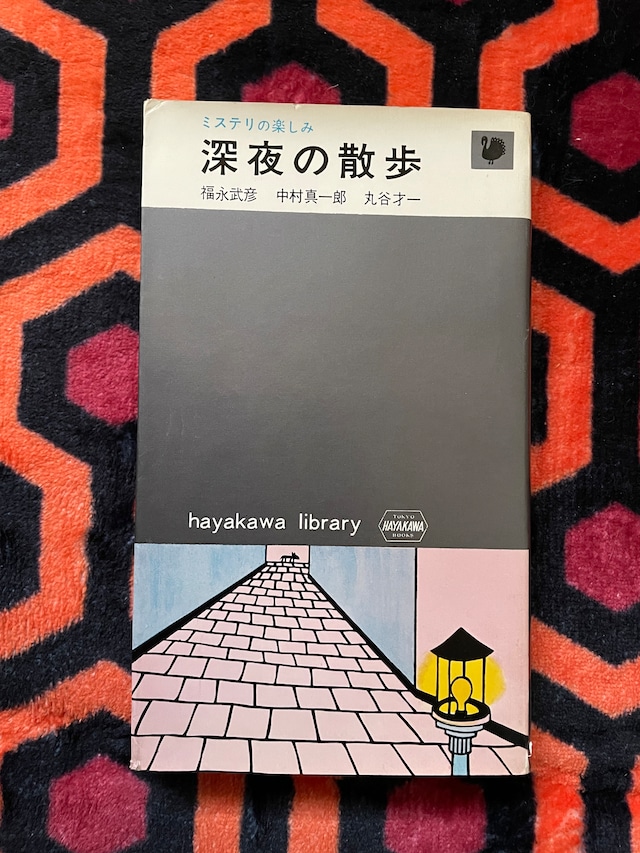 ミステリの楽しみ
深夜の散歩
福永武彦 中村真一郎 丸谷才一
hayakawa library
TOKYO
HAYAKAWA
BOOKS